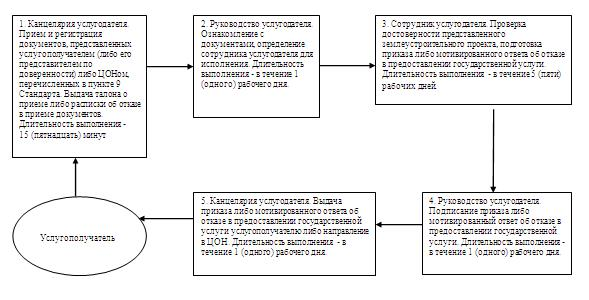 1. Канцелярия услугодателя.
Прием и регистрация
документов, представленных
услугополучателем (либо его
представителем по
доверенности) либо ЦОНом,
перечисленных в пункте 9
Стандарта. Выдача талона о
приеме либо расписки об отказе
в приеме документов.
Длительность выполнения -
15 (пятнадцать) минут
2. Руководство услугодателя.
Ознакомление с
документами, определение
сотрудника услугодателя для
исполнения. Длительность
выполнения - в течение 1
(одного) рабочего дня.
3. Сотрудник услугодателя. Проверка
достоверности представленного
землеустроительного проекта, подготовка
приказа либо мотивированного ответа об отказе
в предоставлении государственной услуги.
Длительность выполнения - в течение 5 (пяти)
рабочих дней.
4. Руководство услугодателя.
Подписание приказа либо
мотивированный ответ об отказе в
предоставлении государственной
услуги. Длительность выполнения -
в течение 1 (одного) рабочего дня.
5. Канцелярия услугодателя. Выдача
приказа либо мотивированного ответа об
отказе в предоставлении государственной
услуги услугополучателю либо направление
в ЦОН. Длительность выполнения - в
течение 1 (одного) рабочего дня.
Услугополучатель